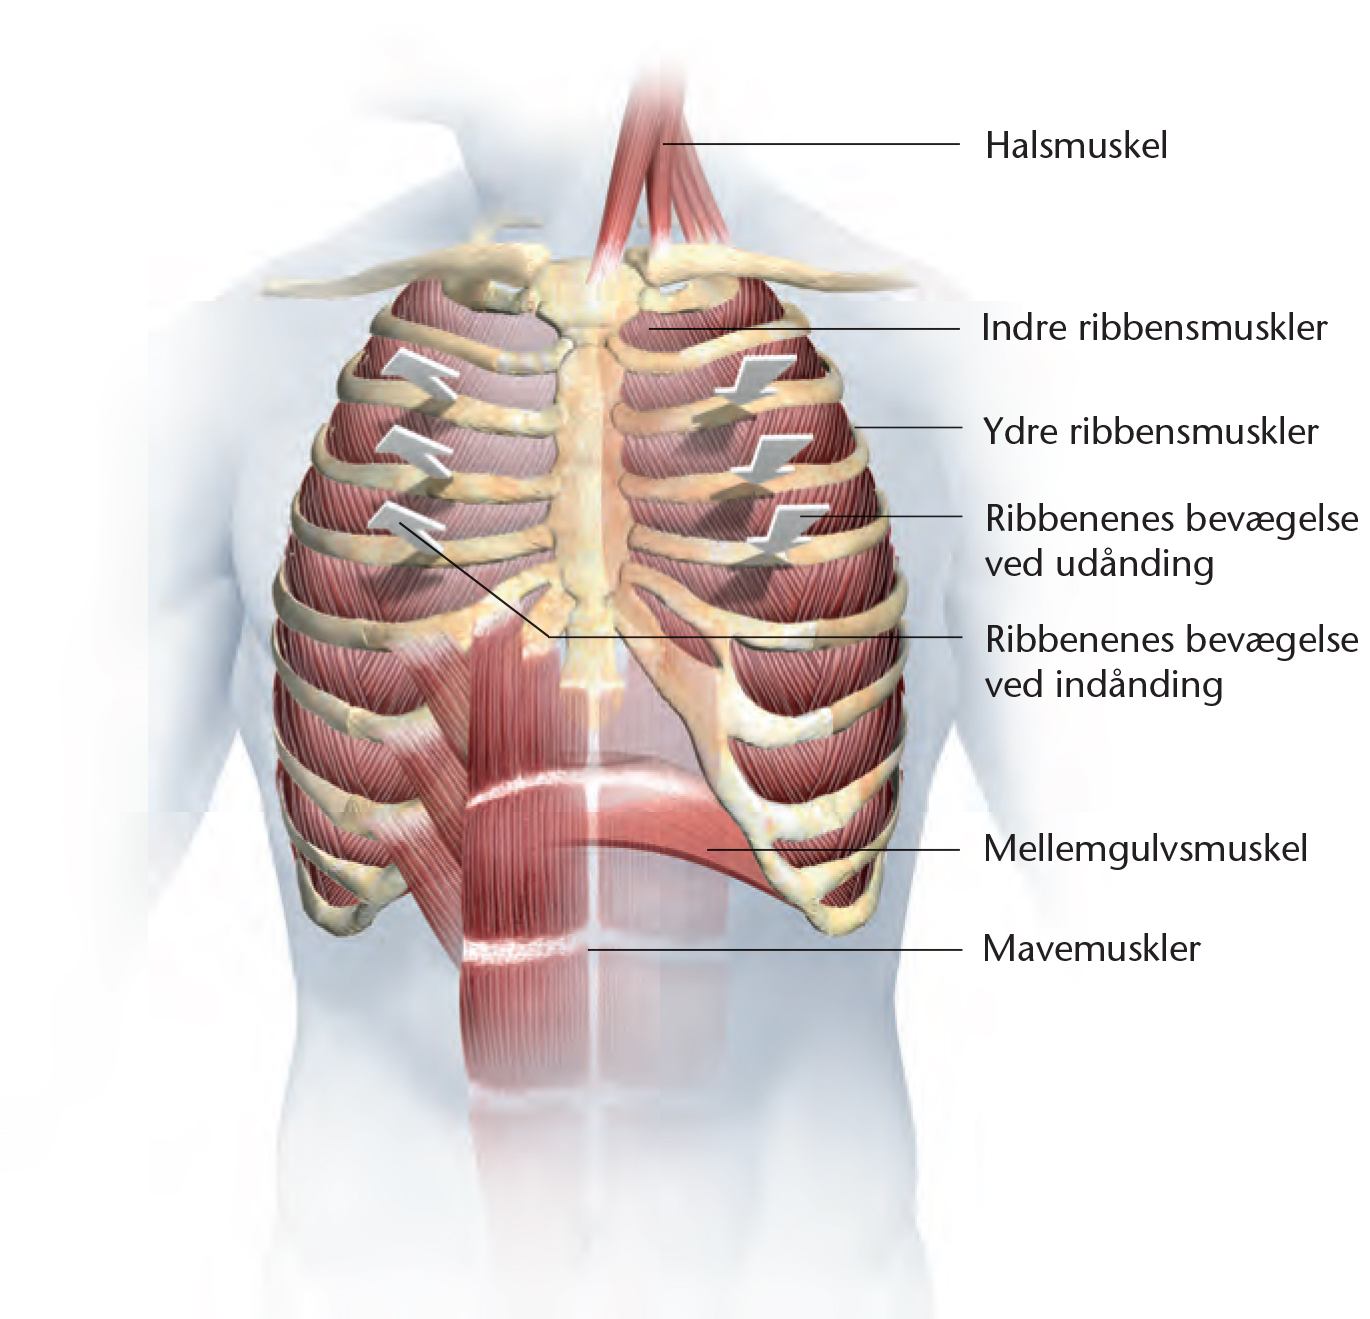 Halsmuskel
Indre ribbensmuskler
Ydre ribbensmuskler
Ribbenenes bevægelse
ved udånding
Ribbenenes bevægelse
ved indånding
Mellemgulvsmuskel
Mavemuskler